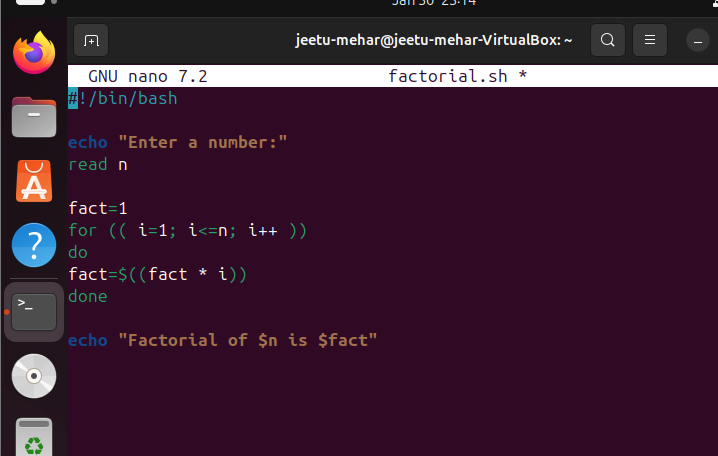 Jan 30 23:14
jeetu-mehar@jeetu-mehar-VirtualBox: ~
GNU nano 7.2 factorial.sh *
#!/bin/bash
echo "Enter a number:"
read n
fact=1
for (( i=1; i<=n; i++ ))
do
fact=$((fact * i))
done
echo "Factorial of $n is $fact"